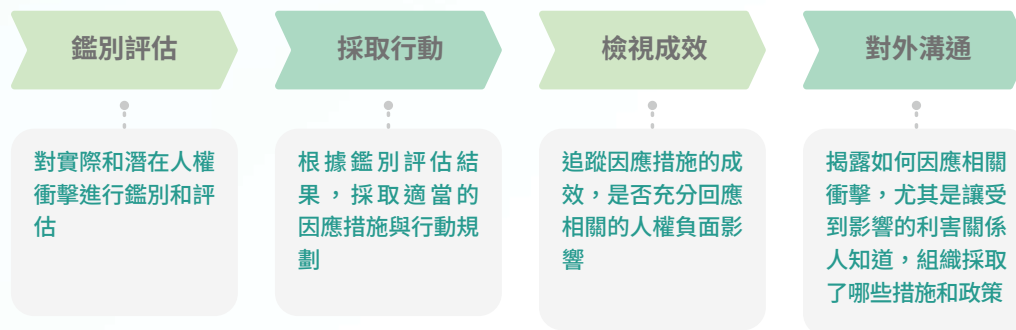 鑑別評估
對實際和潛在人權
衝擊進行鑑別和評
估
採取行動
根據鑑別評估結
果，採取適當的
因應措施與行動規
劃
檢視成效
追蹤因應措施的成
效，是否充分回應
相關的人權負面影
響
對外溝通
揭露如何因應相關
衝擊，尤其是讓受
到影響的利害關係
人知道，組織採取
了哪些措施和政策